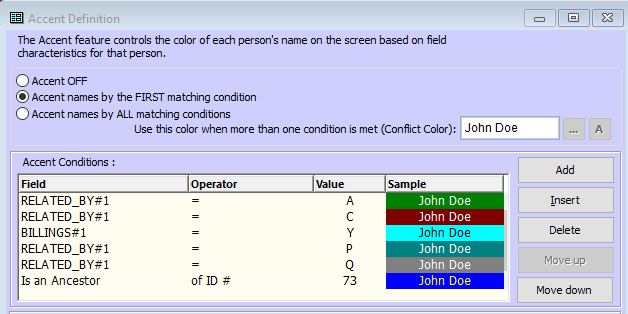 Accent Definition
The Accent feature controls the color of each person's name on the screen based on field
characteristics for that person.
Accent OFF
Accent names by the FIRST matching condition
Accent names by ALL matching conditions
Use this color when more than one condition is met (Conflict Color): John Doe ... A
Accent Conditions :
Field Operator Value Sample
RELATED_BY#1 = A John Doe
RELATED_BY#1 = C John Doe
BILLINGS#1 = Y John Doe
RELATED_BY#1 = P John Doe
RELATED_BY#1 = Q John Doe
Is an Ancestor of ID # 73 John Doe
Add
Insert
Delete
Move up
Move down